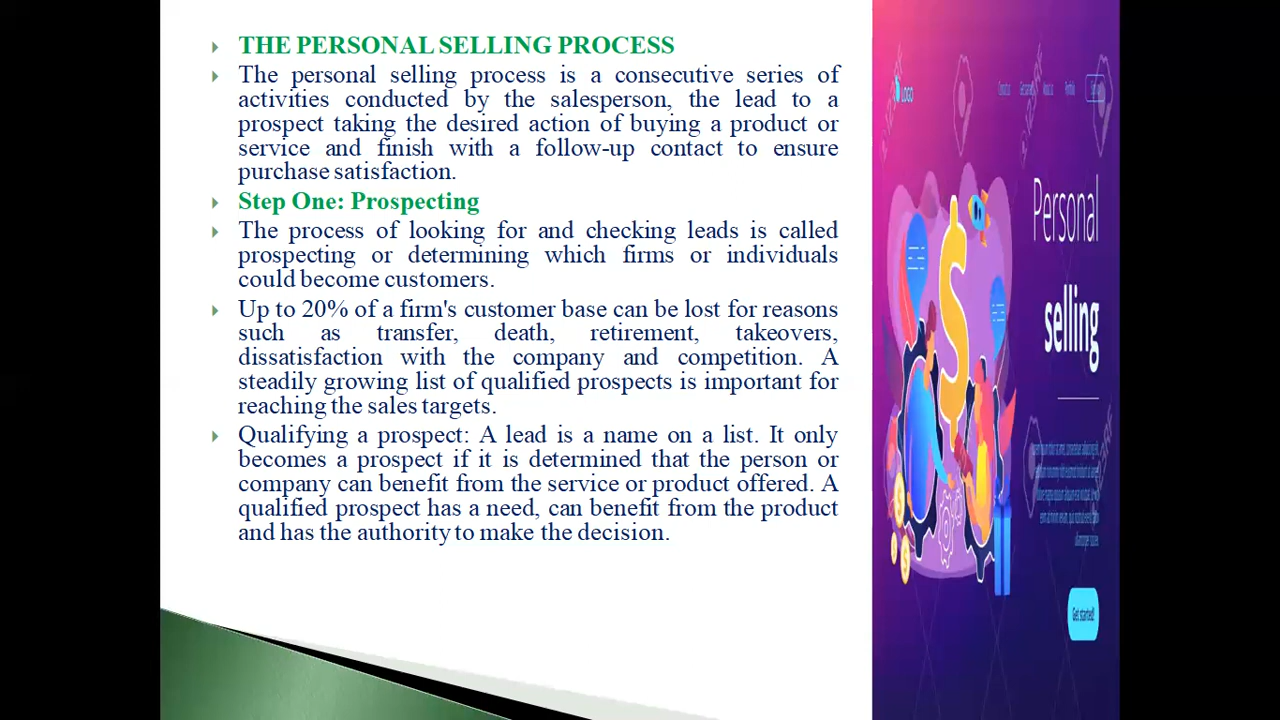 THE PERSONAL SELLING PROCESS
The personal selling process is a consecutive series of
activities conducted by the salesperson, the lead to a
prospect taking the desired action of buying a product or
service and finish with a follow-up contact to ensure
purchase satisfaction.
Step One: Prospecting
The process of looking for and checking leads is called
prospecting or determining which firms or individuals
could become customers.
Up to 20% of a firm's customer base can be lost for reasons
such as transfer, death, retirement, takeovers,
dissatisfaction with the company and competition. A
steadily growing list of qualified prospects is important for
reaching the sales targets.
Qualifying a prospect: A lead is a name on a list. It only
becomes a prospect if it is determined that the person or
company can benefit from the service or product offered. A
qualified prospect has a need, can benefit from the product
and has the authority to make the decision.
LOGO
Personal
selling
Get started!